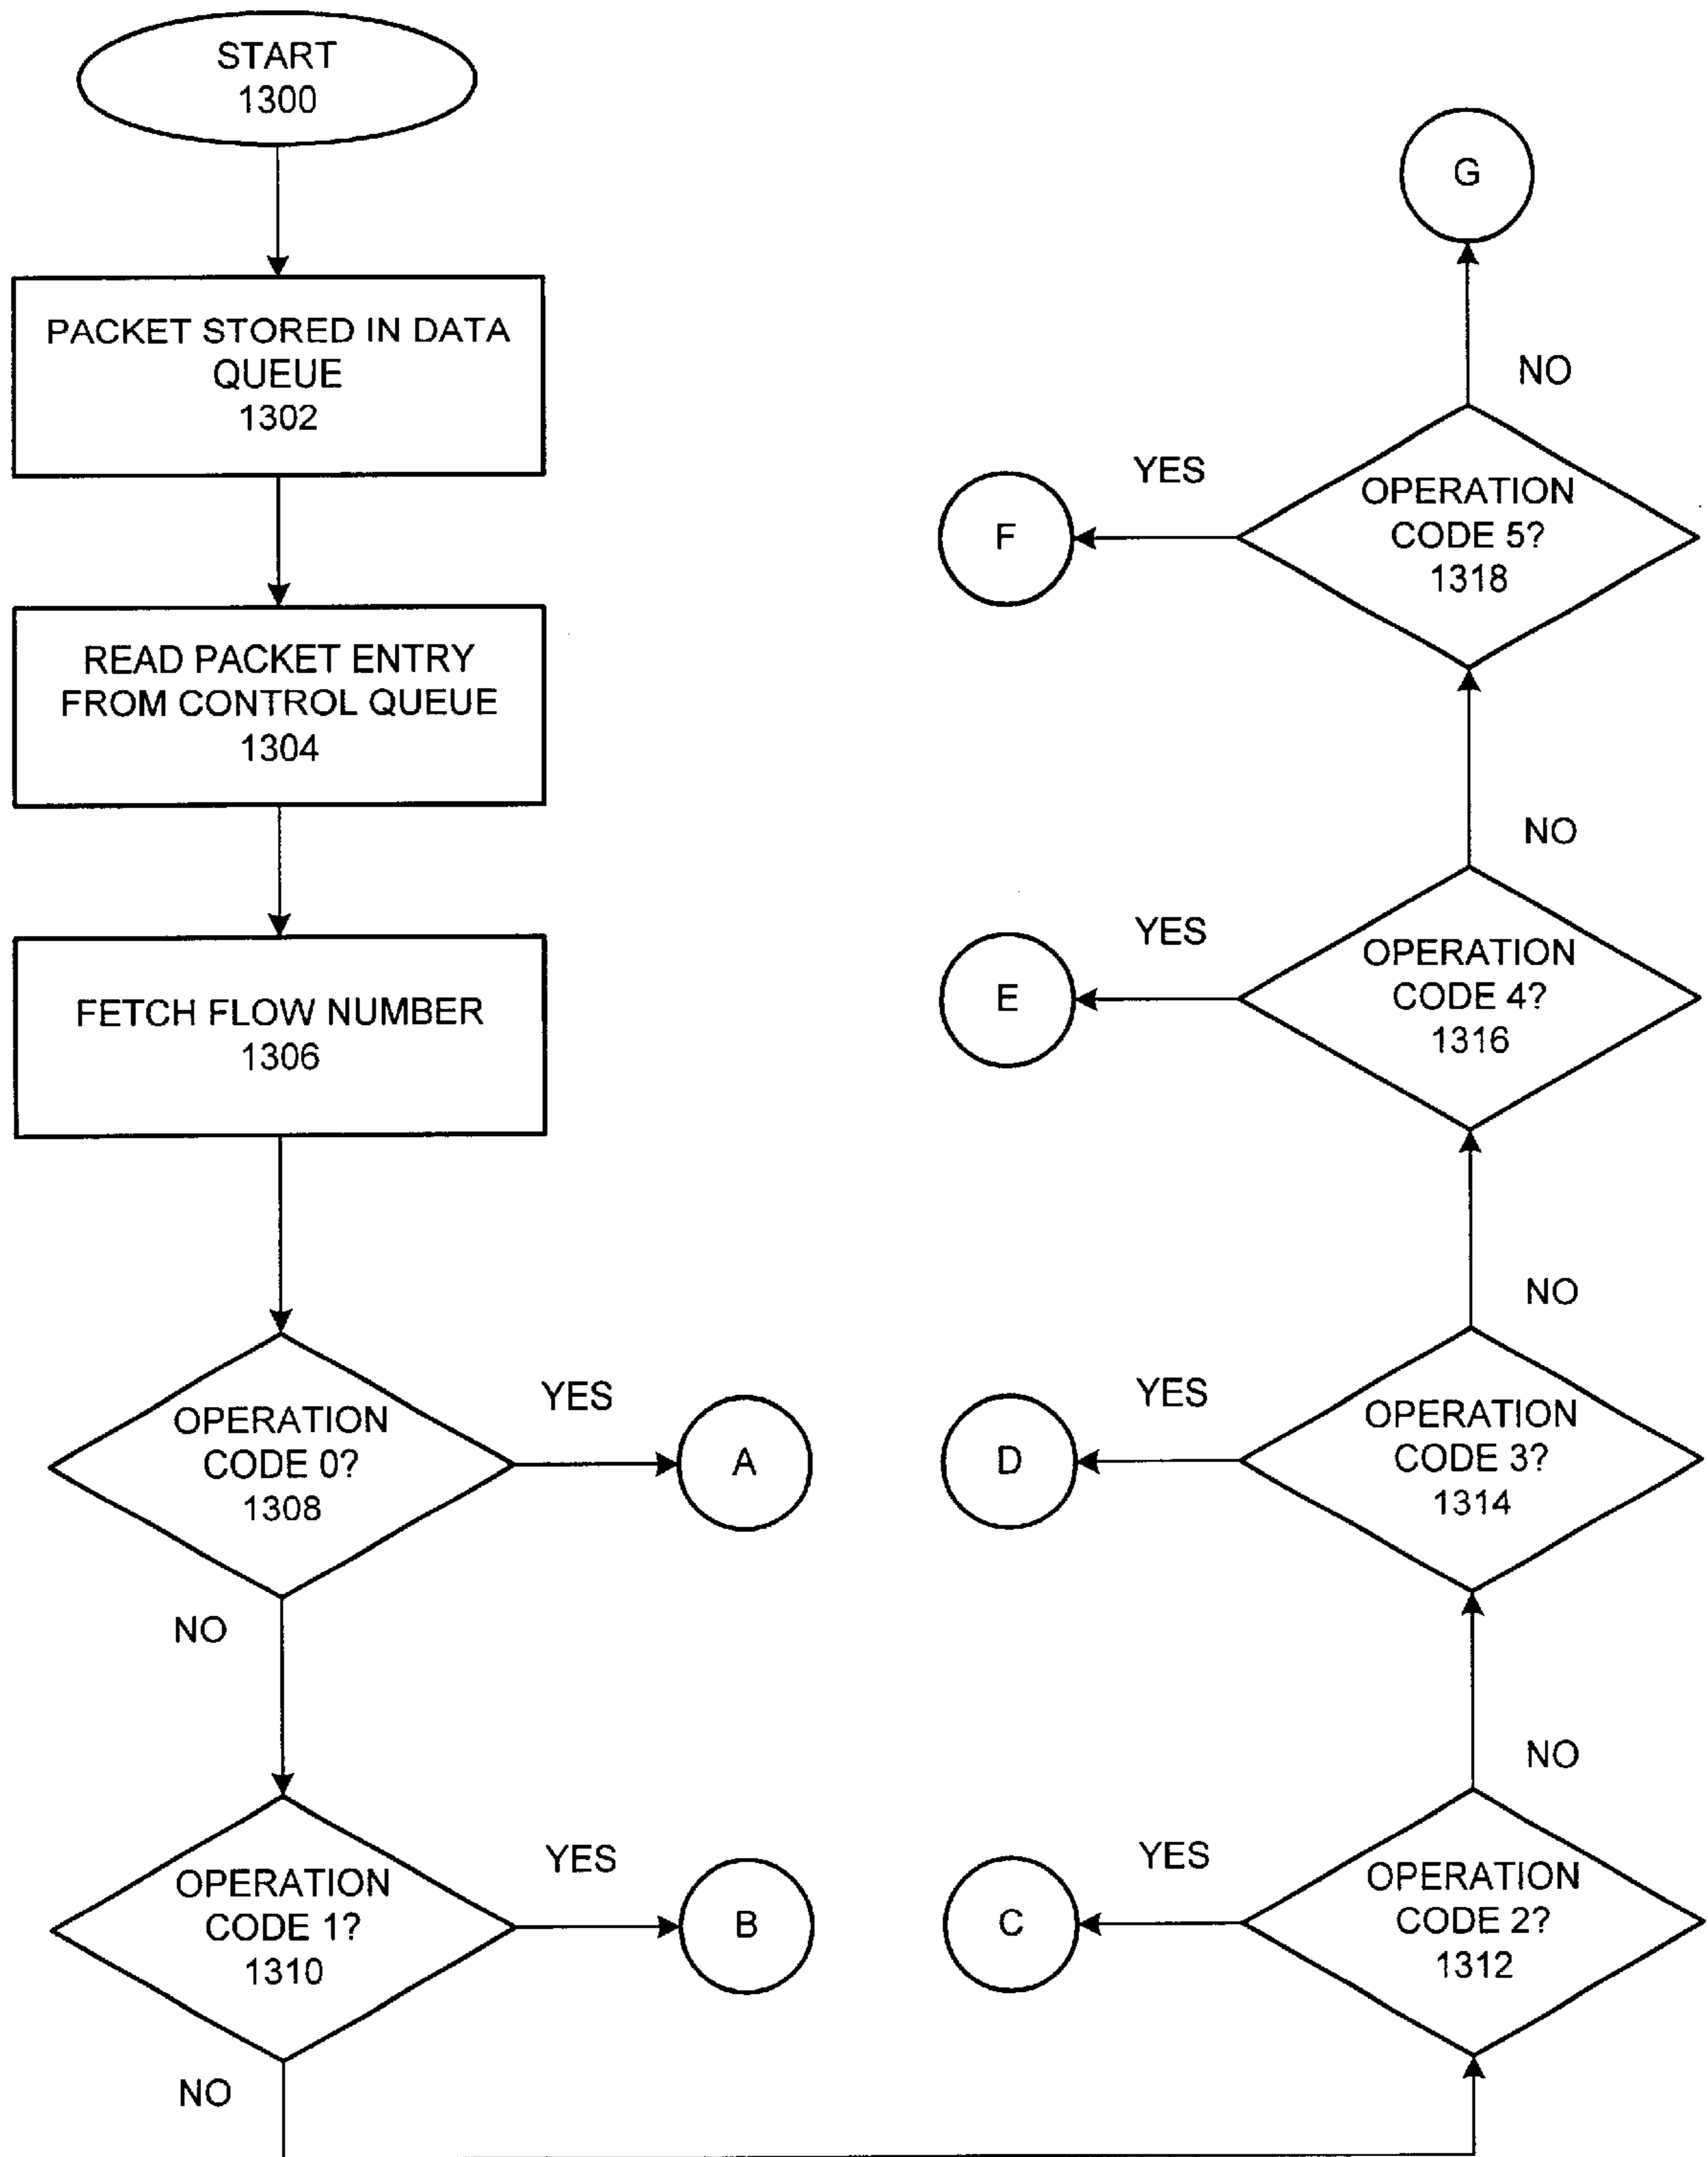 START
1300
PACKET STORED IN DATA
QUEUE
1302
READ PACKET ENTRY
FROM CONTROL QUEUE
1304
FETCH FLOW NUMBER
1306
OPERATION
CODE 0?
1308
YES
A
NO
OPERATION
CODE 1?
1310
YES
B
NO
OPERATION
CODE 2?
1312
YES
C
NO
OPERATION
CODE 3?
1314
YES
D
NO
OPERATION
CODE 4?
1316
YES
E
NO
OPERATION
CODE 5?
1318
YES
F
NO
G